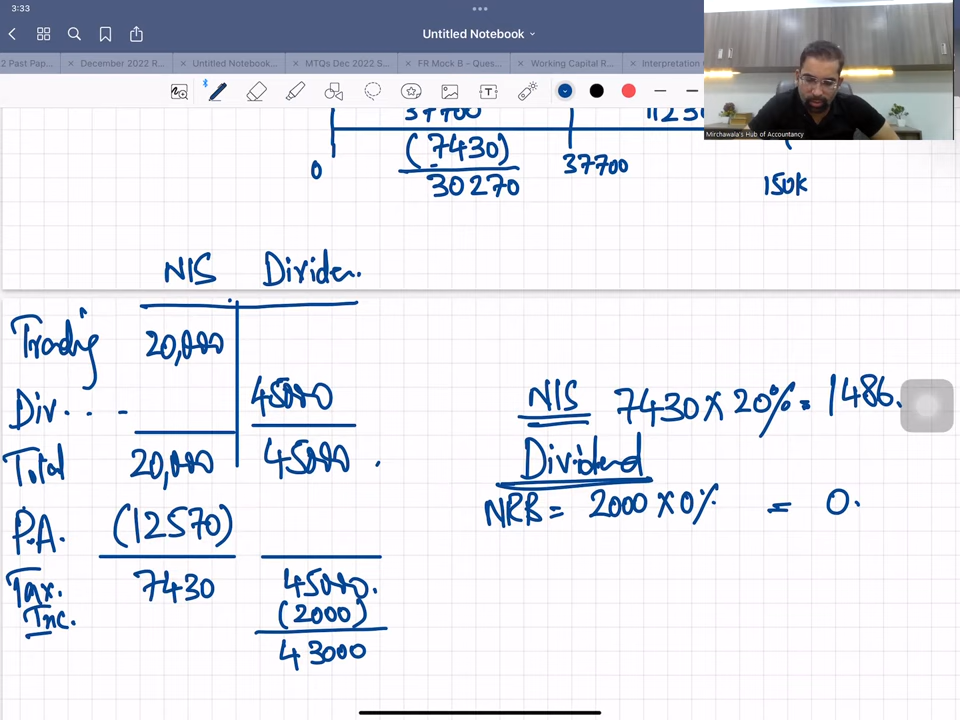 3:33
Untitled Notebook
2 Past Pap...
December 2022 R...
Untitled Notebook...
MTQs Dec 2022 S...
FR Mock B – Ques...
Working Capital R...
Interpretation
Mirchawala's Hub of Accountancy
37700
(7430)
0
37700
30270
150K
NIS Dividen.
Trading 20,000
Div. . . - 45000
Total 20,000 45000.
P.A. (12570)
Tax. 7430 45000.
Inc. (2000)
43000
NIS 7430 x 20% = 1486.
Dividend
NRB = 2000 x 0% = 0.